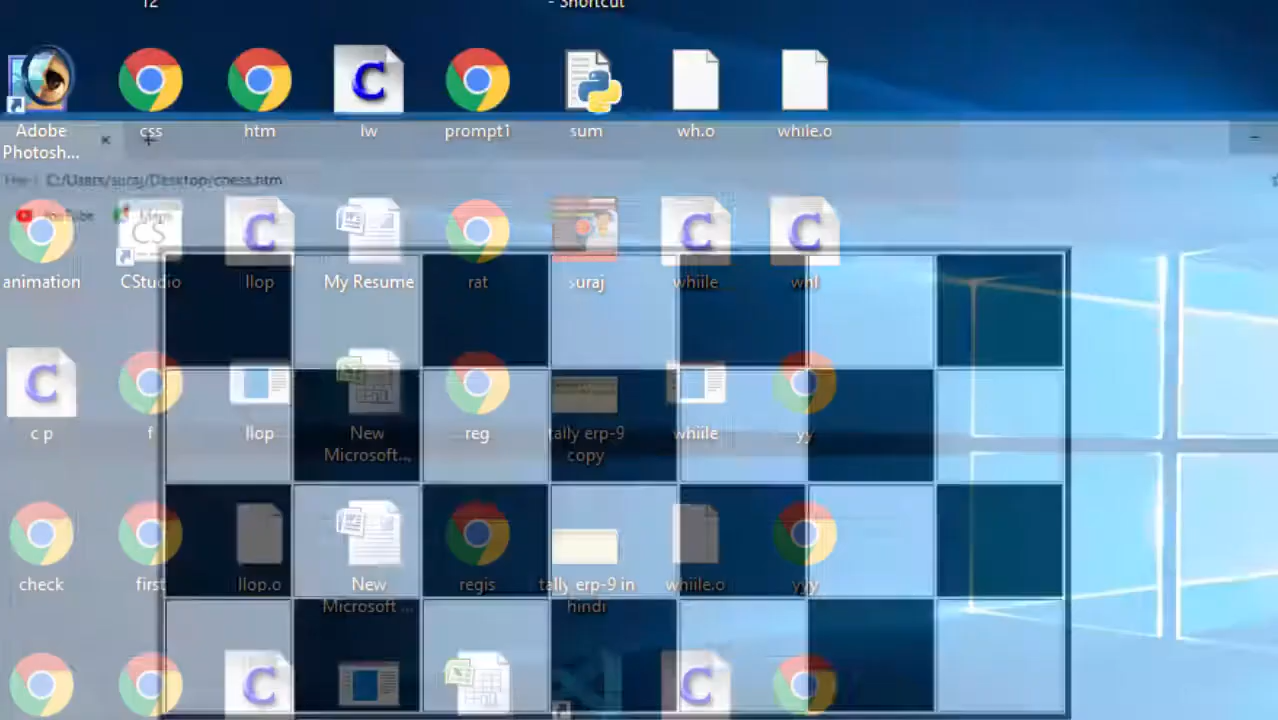 12
- Shortcut
Adobe
Photosh...
css
htm
lw
prompt1
sum
wh.o
while.o
C:/Users/suraj/Desktop/chess.htm
YouTube
Maps
animation
CStudio
llop
My Resume
rat
suraj
whiile
whl
c p
f
llop
New
Microsoft...
reg
tally erp-9
copy
whiile
yy
check
first
llop.o
New
Microsoft ...
regis
tally erp-9 in
hindi
whiile.o
yyy